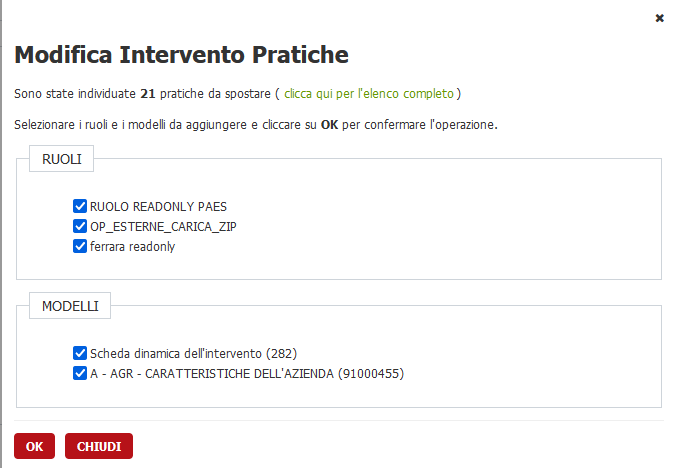 ✖
Modifica Intervento Pratiche
Sono state individuate 21 pratiche da spostare ( clicca qui per l'elenco completo )
Selezionare i ruoli e i modelli da aggiungere e cliccare su OK per confermare l'operazione.
RUOLI
RUOLO READONLY PAES
OP_ESTERNE_CARICA_ZIP
ferrara readonly
MODELLI
Scheda dinamica dell'intervento (282)
A - AGR - CARATTERISTICHE DELL'AZIENDA (91000455)
OK CHIUDI